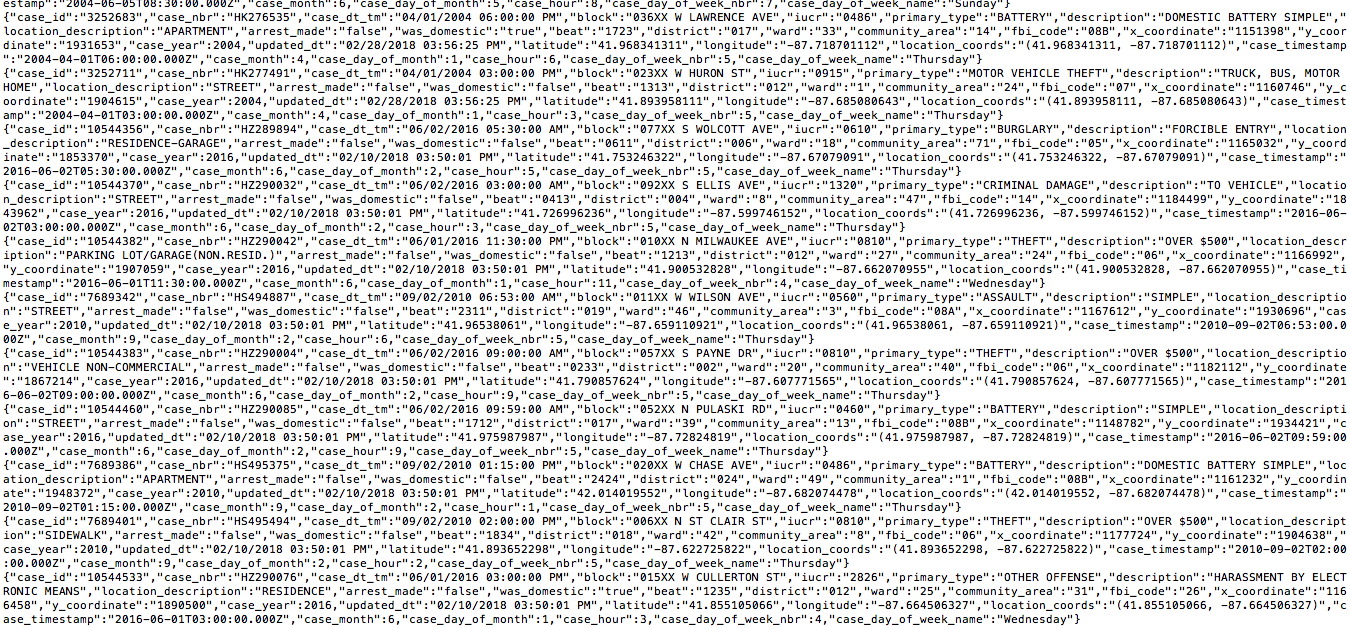 estamp":"2004-06-05T08:30:00.000Z","case_month":6,"case_day_of_month":5,"case_hour":8,"case_day_of_week_nbr":7,"case_day_of_week_name":"Sunday"}
{"case_id":"3252683","case_nbr":"HK276535","case_dt_tm":"04/01/2004 06:00:00 PM","block":"036XX W LAWRENCE AVE","iucr":"0486","primary_type":"BATTERY","description":"DOMESTIC BATTERY SIMPLE","
location_description":"APARTMENT","arrest_made":"false","was_domestic":"true","beat":"1723","district":"017","ward":"33","community_area":"14","fbi_code":"08B","x_coordinate":"1151398","y_coor
dinate":"1931653","case_year":2004,"updated_dt":"02/28/2018 03:56:25 PM","latitude":"41.968341311","longitude":"-87.718701112","location_coords":"(41.968341311, -87.718701112)","case_timestamp
":"2004-04-01T06:00:00.000Z","case_month":4,"case_day_of_month":1,"case_hour":6,"case_day_of_week_nbr":5,"case_day_of_week_name":"Thursday"}
{"case_id":"3252711","case_nbr":"HK277491","case_dt_tm":"04/01/2004 03:00:00 PM","block":"023XX W HURON ST","iucr":"0915","primary_type":"MOTOR VEHICLE THEFT","description":"TRUCK, BUS, MOTOR
HOME","location_description":"STREET","arrest_made":"false","was_domestic":"false","beat":"1313","district":"012","ward":"1","community_area":"24","fbi_code":"07","x_coordinate":"1160746","y_c
oordinate":"1904615","case_year":2004,"updated_dt":"02/28/2018 03:56:25 PM","latitude":"41.893958111","longitude":"-87.685080643","location_coords":"(41.893958111, -87.685080643)","case_timest
amp":"2004-04-01T03:00:00.000Z","case_month":4,"case_day_of_month":1,"case_hour":3,"case_day_of_week_nbr":5,"case_day_of_week_name":"Thursday"}
{"case_id":"10544356","case_nbr":"HZ289894","case_dt_tm":"06/02/2016 05:30:00 AM","block":"077XX S WOLCOTT AVE","iucr":"0610","primary_type":"BURGLARY","description":"FORCIBLE ENTRY","location
_description":"RESIDENCE-GARAGE","arrest_made":"false","was_domestic":"false","beat":"0611","district":"006","ward":"18","community_area":"71","fbi_code":"05","x_coordinate":"1165032","y_coord
inate":"1853370","case_year":2016,"updated_dt":"02/10/2018 03:50:01 PM","latitude":"41.753246322","longitude":"-87.67079091","location_coords":"(41.753246322, -87.67079091)","case_timestamp":"
2016-06-02T05:30:00.000Z","case_month":6,"case_day_of_month":2,"case_hour":5,"case_day_of_week_nbr":5,"case_day_of_week_name":"Thursday"}
{"case_id":"10544370","case_nbr":"HZ290032","case_dt_tm":"06/02/2016 03:00:00 AM","block":"092XX S ELLIS AVE","iucr":"1320","primary_type":"CRIMINAL DAMAGE","description":"TO VEHICLE","locatio
n_description":"STREET","arrest_made":"false","was_domestic":"false","beat":"0413","district":"004","ward":"8","community_area":"47","fbi_code":"14","x_coordinate":"1184499","y_coordinate":"18
43962","case_year":2016,"updated_dt":"02/10/2018 03:50:01 PM","latitude":"41.726996236","longitude":"-87.599746152","location_coords":"(41.726996236, -87.599746152)","case_timestamp":"2016-06-
02T03:00:00.000Z","case_month":6,"case_day_of_month":2,"case_hour":3,"case_day_of_week_nbr":5,"case_day_of_week_name":"Thursday"}
{"case_id":"10544382","case_nbr":"HZ290042","case_dt_tm":"06/01/2016 11:30:00 PM","block":"010XX N MILWAUKEE AVE","iucr":"0810","primary_type":"THEFT","description":"OVER $500","location_descr
iption":"PARKING LOT/GARAGE(NON.RESID.)","arrest_made":"false","was_domestic":"false","beat":"1213","district":"012","ward":"27","community_area":"24","fbi_code":"06","x_coordinate":"1166992",
"y_coordinate":"1907059","case_year":2016,"updated_dt":"02/10/2018 03:50:01 PM","latitude":"41.900532828","longitude":"-87.662070955","location_coords":"(41.900532828, -87.662070955)","case_ti
mestamp":"2016-06-01T11:30:00.000Z","case_month":6,"case_day_of_month":1,"case_hour":11,"case_day_of_week_nbr":4,"case_day_of_week_name":"Wednesday"}
{"case_id":"7689342","case_nbr":"HS494887","case_dt_tm":"09/02/2010 06:53:00 AM","block":"011XX W WILSON AVE","iucr":"0560","primary_type":"ASSAULT","description":"SIMPLE","location_descriptio
n":"STREET","arrest_made":"false","was_domestic":"false","beat":"2311","district":"019","ward":"46","community_area":"3","fbi_code":"08A","x_coordinate":"1167612","y_coordinate":"1930696","cas
e_year":2010,"updated_dt":"02/10/2018 03:50:01 PM","latitude":"41.96538061","longitude":"-87.659110921","location_coords":"(41.96538061, -87.659110921)","case_timestamp":"2010-09-02T06:53:00.0
00Z","case_month":9,"case_day_of_month":2,"case_hour":6,"case_day_of_week_nbr":5,"case_day_of_week_name":"Thursday"}
{"case_id":"10544383","case_nbr":"HZ290004","case_dt_tm":"06/02/2016 09:00:00 AM","block":"057XX S PAYNE DR","iucr":"0810","primary_type":"THEFT","description":"OVER $500","location_descriptio
n":"VEHICLE NON-COMMERCIAL","arrest_made":"false","was_domestic":"false","beat":"0233","district":"002","ward":"20","community_area":"40","fbi_code":"06","x_coordinate":"1182112","y_coordinate
":"1867214","case_year":2016,"updated_dt":"02/10/2018 03:50:01 PM","latitude":"41.790857624","longitude":"-87.607771565","location_coords":"(41.790857624, -87.607771565)","case_timestamp":"201
6-06-02T09:00:00.000Z","case_month":6,"case_day_of_month":2,"case_hour":9,"case_day_of_week_nbr":5,"case_day_of_week_name":"Thursday"}
{"case_id":"10544460","case_nbr":"HZ290085","case_dt_tm":"06/02/2016 09:59:00 AM","block":"052XX N PULASKI RD","iucr":"0460","primary_type":"BATTERY","description":"SIMPLE","location_descripti
on":"STREET","arrest_made":"false","was_domestic":"false","beat":"1712","district":"017","ward":"39","community_area":"13","fbi_code":"08B","x_coordinate":"1148782","y_coordinate":"1934421","c
ase_year":2016,"updated_dt":"02/10/2018 03:50:01 PM","latitude":"41.975987987","longitude":"-87.72824819","location_coords":"(41.975987987, -87.72824819)","case_timestamp":"2016-06-02T09:59:00
.000Z","case_month":6,"case_day_of_month":2,"case_hour":9,"case_day_of_week_nbr":5,"case_day_of_week_name":"Thursday"}
{"case_id":"7689386","case_nbr":"HS495375","case_dt_tm":"09/02/2010 01:15:00 PM","block":"020XX W CHASE AVE","iucr":"0486","primary_type":"BATTERY","description":"DOMESTIC BATTERY SIMPLE","loc
ation_description":"APARTMENT","arrest_made":"false","was_domestic":"true","beat":"2424","district":"024","ward":"49","community_area":"1","fbi_code":"08B","x_coordinate":"1161232","y_coordin
ate":"1948372","case_year":2010,"updated_dt":"02/10/2018 03:50:01 PM","latitude":"42.014019552","longitude":"-87.682074478","location_coords":"(42.014019552, -87.682074478)","case_timestamp":"
2010-09-02T01:15:00.000Z","case_month":9,"case_day_of_month":2,"case_hour":1,"case_day_of_week_nbr":5,"case_day_of_week_name":"Thursday"}
{"case_id":"7689401","case_nbr":"HS495494","case_dt_tm":"09/02/2010 02:00:00 PM","block":"006XX N ST CLAIR ST","iucr":"0810","primary_type":"THEFT","description":"OVER $500","location_descript
ion":"SIDEWALK","arrest_made":"false","was_domestic":"false","beat":"1834","district":"018","ward":"42","community_area":"8","fbi_code":"06","x_coordinate":"1177724","y_coordinate":"1904638","
case_year":2010,"updated_dt":"02/10/2018 03:50:01 PM","latitude":"41.893652298","longitude":"-87.622725822","location_coords":"(41.893652298, -87.622725822)","case_timestamp":"2010-09-02T02:00
:00.000Z","case_month":9,"case_day_of_month":2,"case_hour":2,"case_day_of_week_nbr":5,"case_day_of_week_name":"Thursday"}
{"case_id":"10544533","case_nbr":"HZ290076","case_dt_tm":"06/01/2016 03:00:00 PM","block":"015XX W CULLERTON ST","iucr":"2826","primary_type":"OTHER OFFENSE","description":"HARASSMENT BY ELECT
RONIC MEANS","location_description":"RESIDENCE","arrest_made":"false","was_domestic":"true","beat":"1235","district":"012","ward":"25","community_area":"31","fbi_code":"26","x_coordinate":"116
6458","y_coordinate":"1890500","case_year":2016,"updated_dt":"02/10/2018 03:50:01 PM","latitude":"41.855105066","longitude":"-87.664506327","location_coords":"(41.855105066, -87.664506327)","c
ase_timestamp":"2016-06-01T03:00:00.000Z","case_month":6,"case_day_of_month":1,"case_hour":3,"case_day_of_week_nbr":4,"case_day_of_week_name":"Wednesday"}